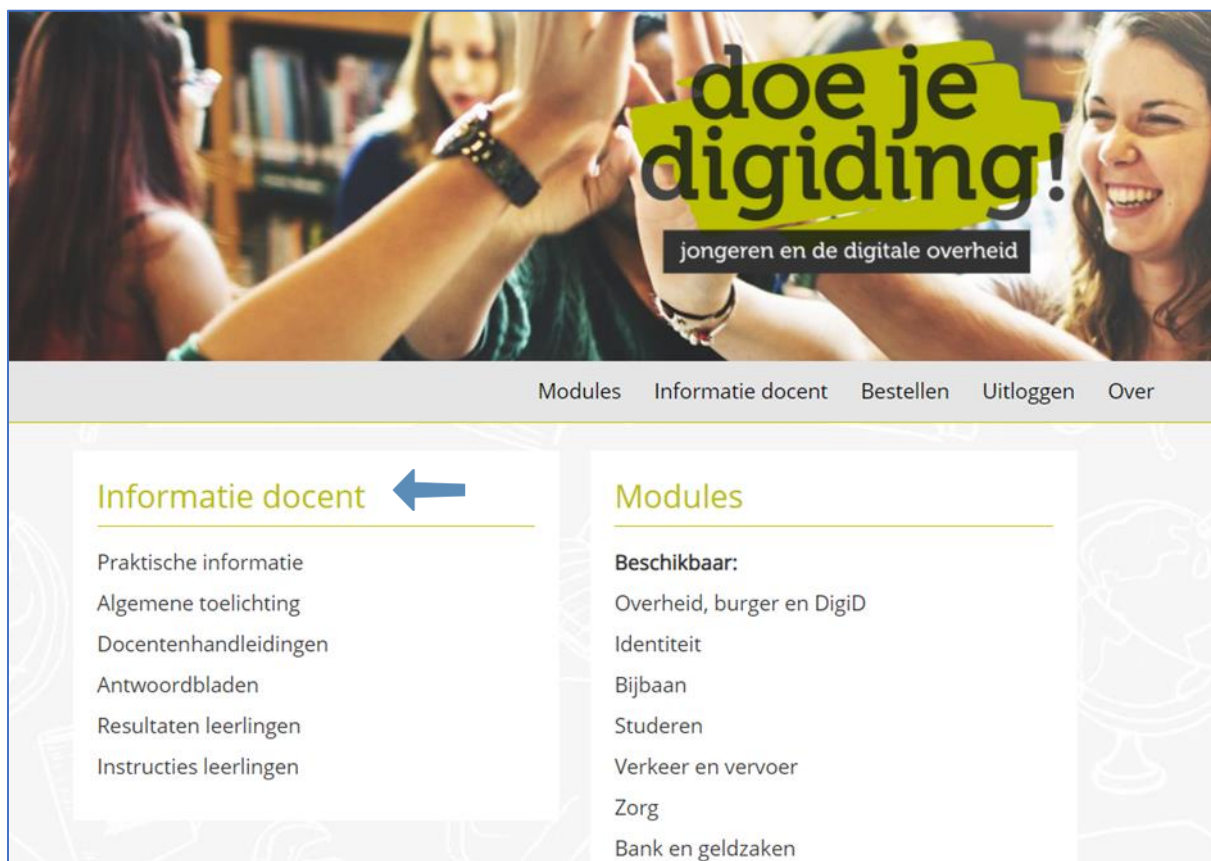 doe je
digiding!
jongeren en de digitale overheid
Modules Informatie docent Bestellen Uitloggen Over
Informatie docent
Praktische informatie
Algemene toelichting
Docentenhandleidingen
Antwoordbladen
Resultaten leerlingen
Instructies leerlingen
Modules
Beschikbaar:
Overheid, burger en DigiD
Identiteit
Bijbaan
Studeren
Verkeer en vervoer
Zorg
Bank en geldzaken